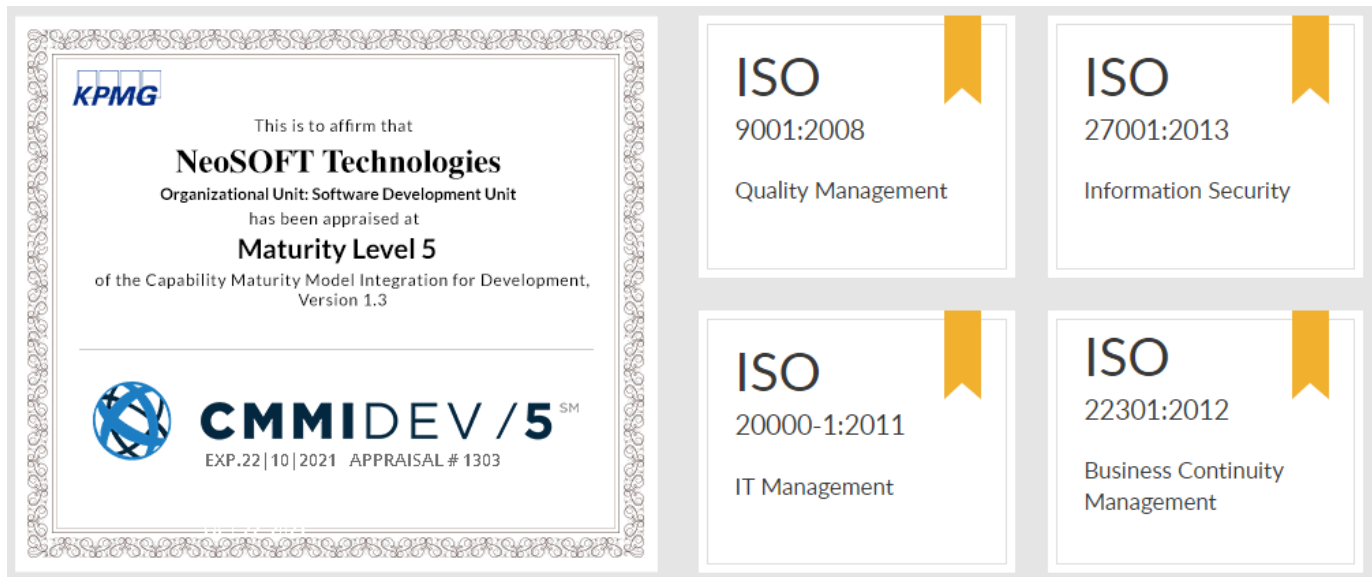 KPMG
This is to affirm that
NeoSOFT Technologies
Organizational Unit: Software Development Unit
has been appraised at
Maturity Level 5
of the Capability Maturity Model Integration for Development,
Version 1.3
CMMIDEV/5 SM
EXP.22|10|2021 APPRAISAL # 1303
ISO
9001:2008
Quality Management
ISO
27001:2013
Information Security
ISO
20000-1:2011
IT Management
ISO
22301:2012
Business Continuity
Management